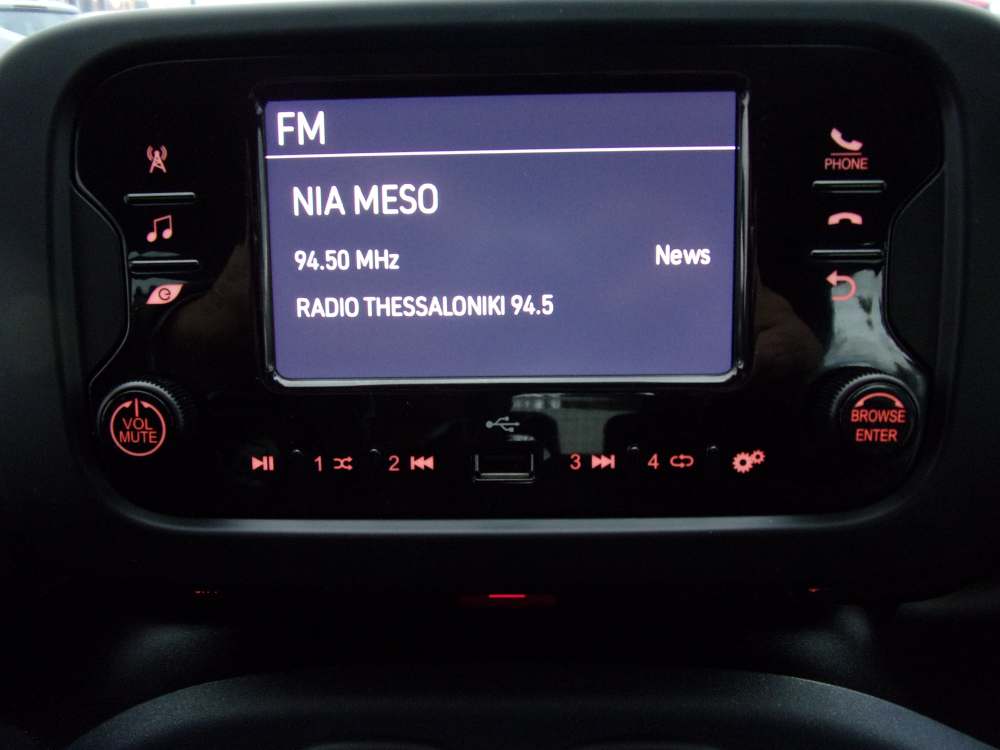 FM
NIA MESO
94.50 MHz
News
RADIO THESSALONIKI 94.5
PHONE
VOL
MUTE
BROWSE
ENTER
1
2
3
4